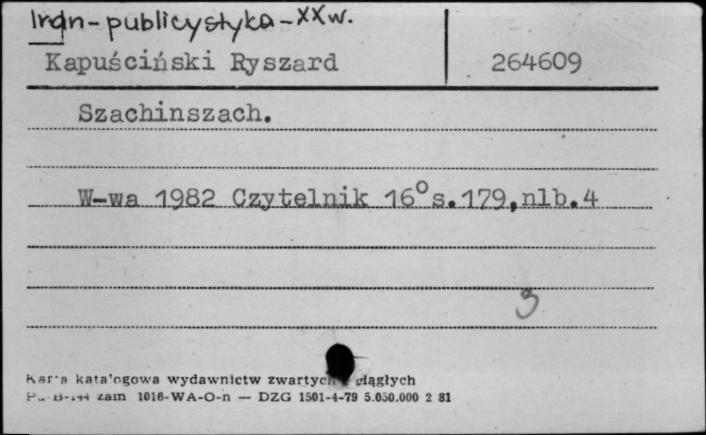 Iran-publicystyka-XXw.
Kapuściński Ryszard 264609
Szachinszach.
W-wa 1982 Czytelnik 16° s.179,nlb.4
3
Karta katalogowa wydawnictw zwartych i ciągłych
zam 1016-WA-O-n — DZG 1501-4-79 5.050.000 2 81